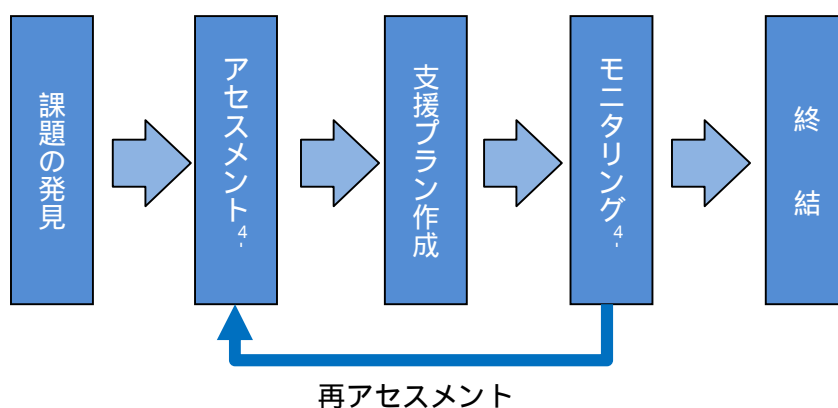 課題の発見
アセスメント4-
支援プラン作成
モニタリング4-
終結
再アセスメント